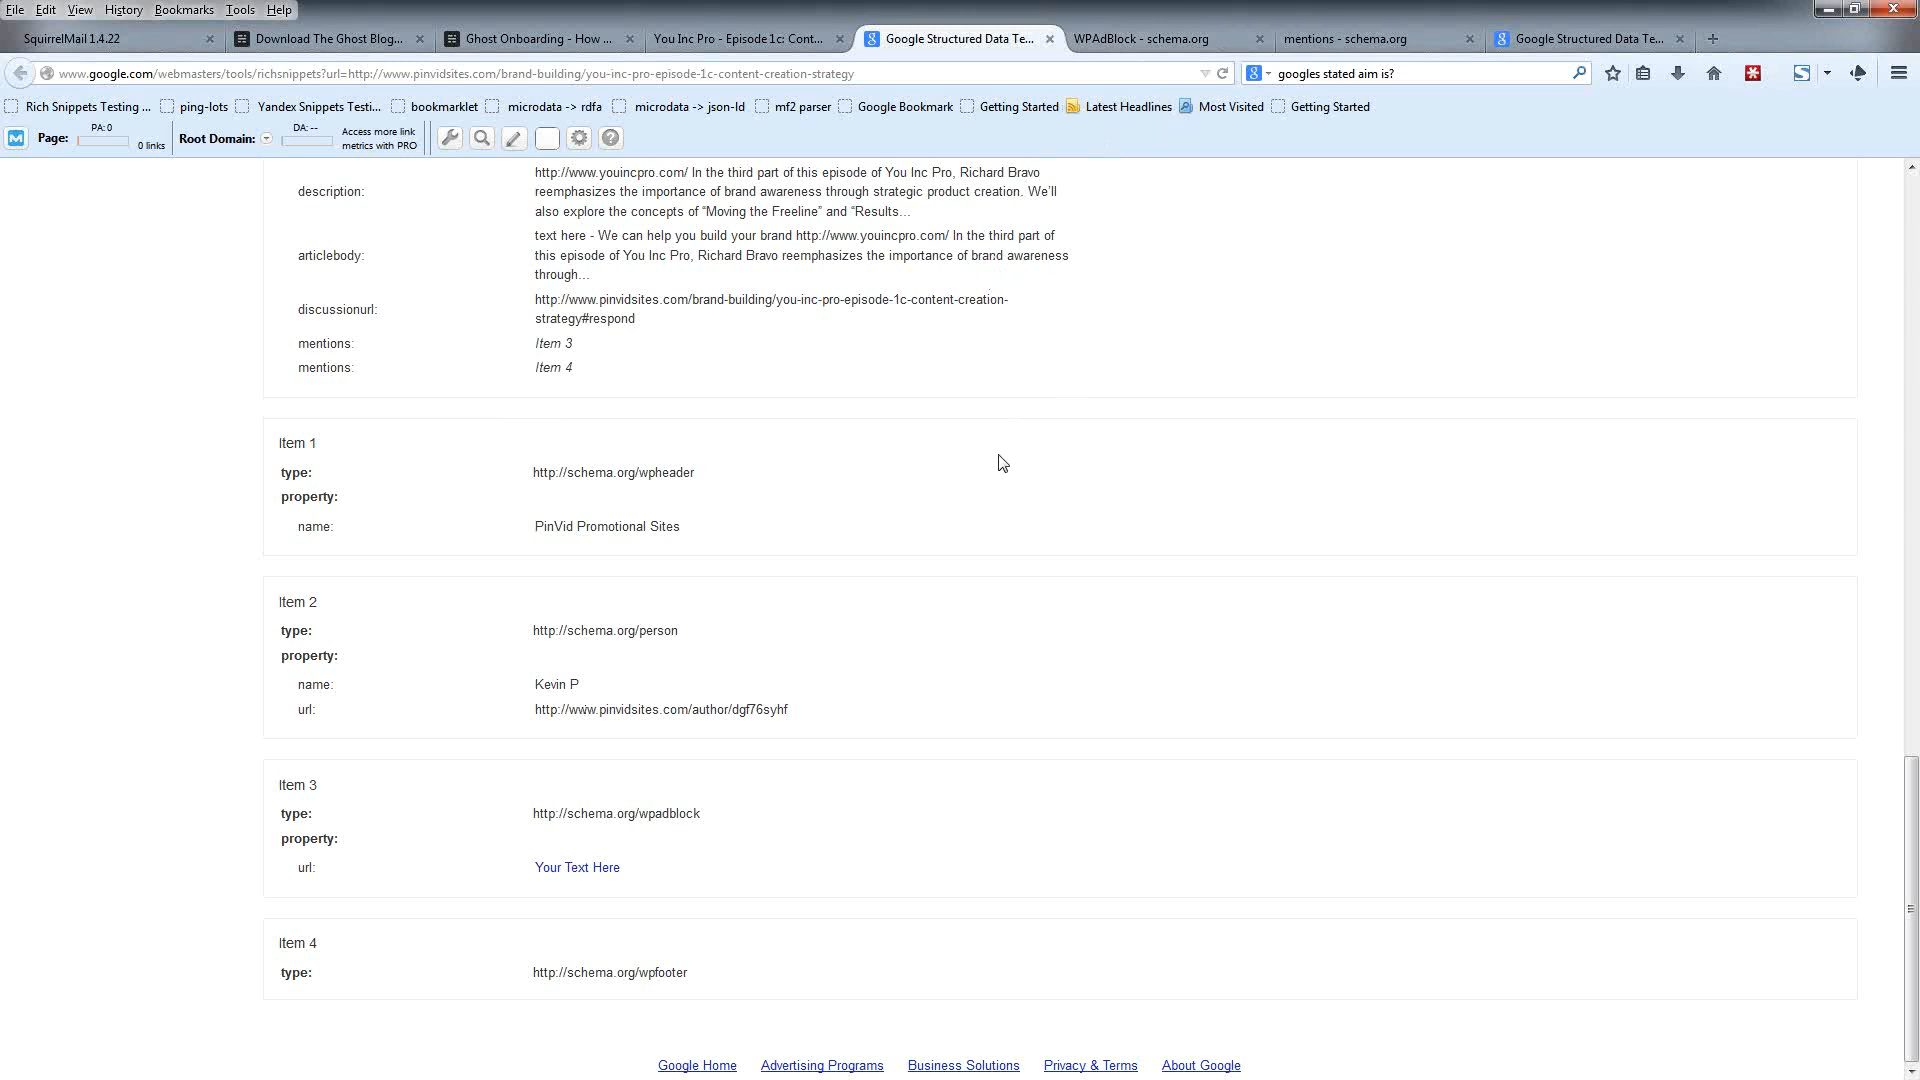 File Edit View History Bookmarks Tools Help
SquirrelMail 1.4.22 Download The Ghost Blog... Ghost Onboarding - How ... You Inc Pro - Episode 1c: Cont... Google Structured Data Te... WPAdBlock - schema.org mentions - schema.org Google Structured Data Te...
www.google.com/webmasters/tools/richsnippets?url=http://www.pinvidsites.com/brand-building/you-inc-pro-episode-1c-content-creation-strategy googles stated aim is?
Rich Snippets Testing ... ping-lots Yandex Snippets Testi... bookmarklet microdata -> rdfa microdata -> json-ld mf2 parser Google Bookmark Getting Started Latest Headlines Most Visited Getting Started
Page: PA: 0 0 links Root Domain: DA: -- Access more link
metrics with PRO
http://www.youincpro.com/ In the third part of this episode of You Inc Pro, Richard Bravo
description: reemphasizes the importance of brand awareness through strategic product creation. We'll
also explore the concepts of “Moving the Freeline” and “Results...
text here - We can help you build your brand http://www.youincpro.com/ In the third part of
articlebody: this episode of You Inc Pro, Richard Bravo reemphasizes the importance of brand awareness
through...
http://www.pinvidsites.com/brand-building/you-inc-pro-episode-1c-content-creation-
discussionurl:
strategy#respond
mentions: Item 3
mentions: Item 4
Item 1
type: http://schema.org/wpheader
property:
name: PinVid Promotional Sites
Item 2
type: http://schema.org/person
property:
name: Kevin P
url: http://www.pinvidsites.com/author/dgf76syhf
Item 3
type: http://schema.org/wpadblock
property:
url: Your Text Here
Item 4
type: http://schema.org/wpfooter
Google Home Advertising Programs Business Solutions Privacy & Terms About Google